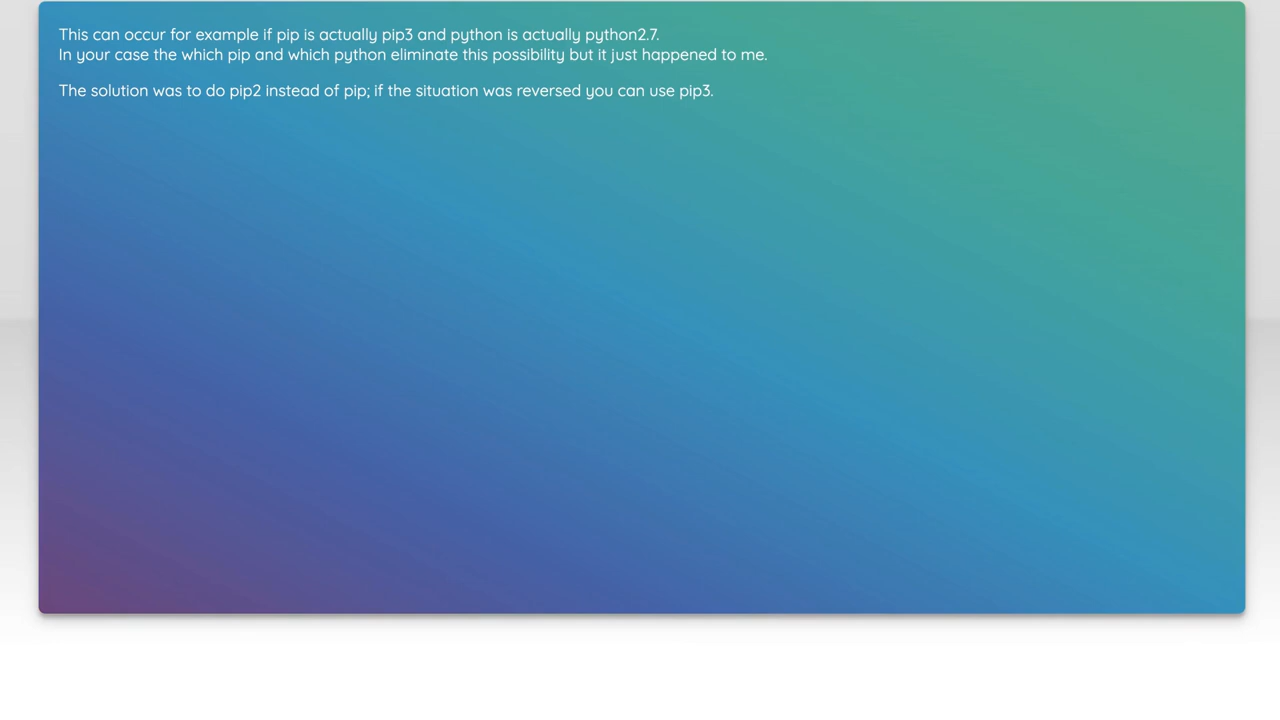 This can occur for example if pip is actually pip3 and python is actually python2.7.
In your case the which pip and which python eliminate this possibility but it just happened to me.
The solution was to do pip2 instead of pip; if the situation was reversed you can use pip3.